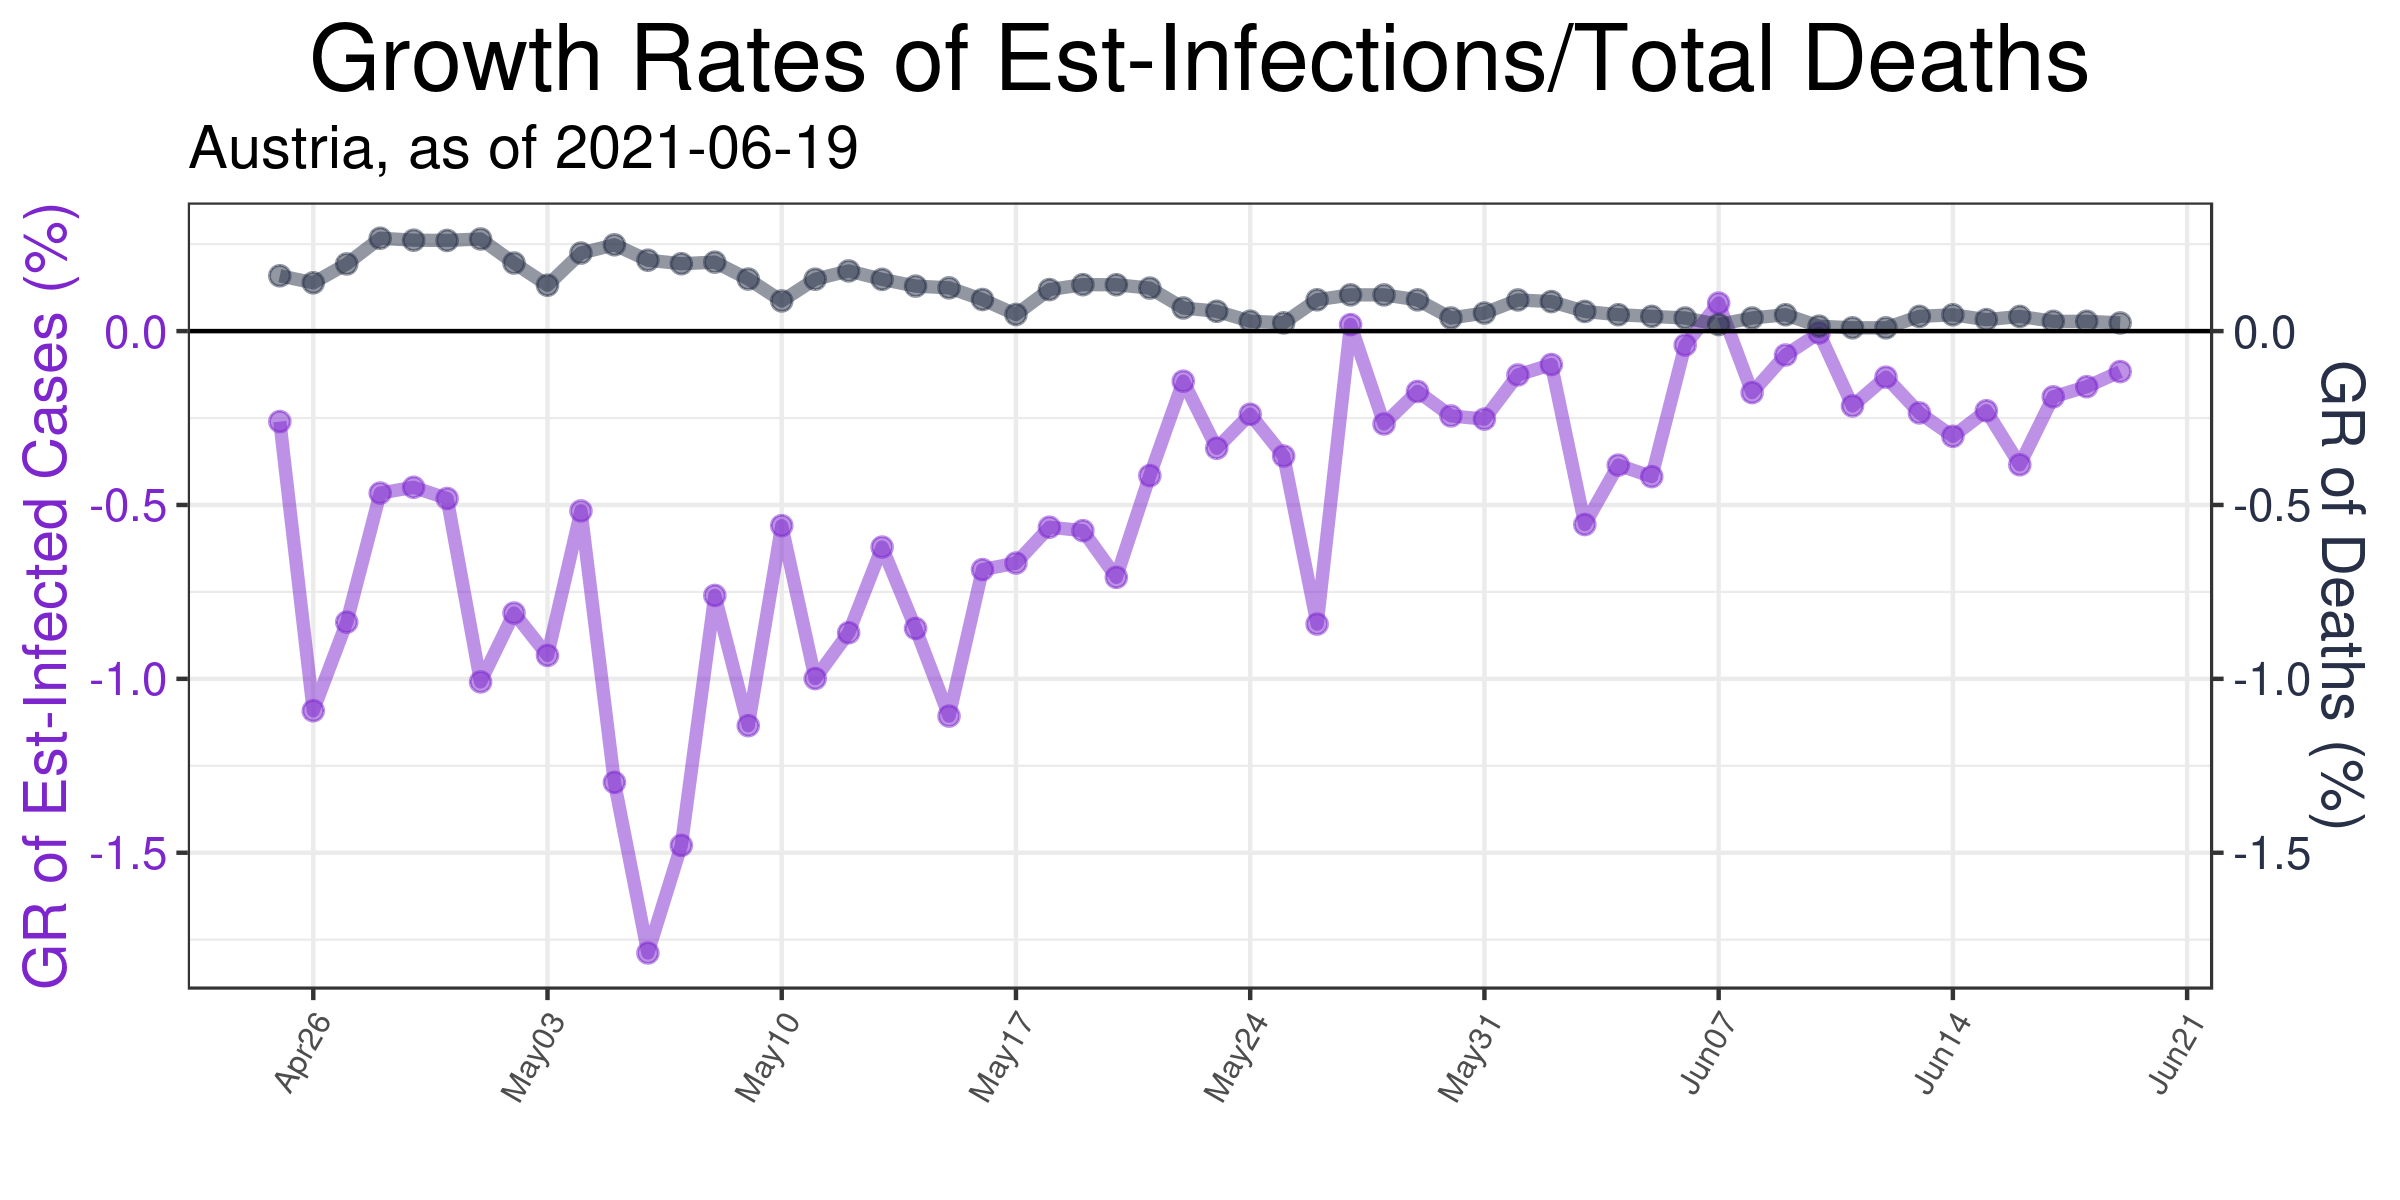 Growth Rates of Est-Infections/Total Deaths
Austria, as of 2021-06-19
GR of Est-Infected Cases (%)
0.0
-0.5
-1.0
-1.5
0.0
-0.5
-1.0
-1.5
GR of Deaths (%)
Apr26
May03
May10
May17
May24
May31
Jun07
Jun14
Jun21